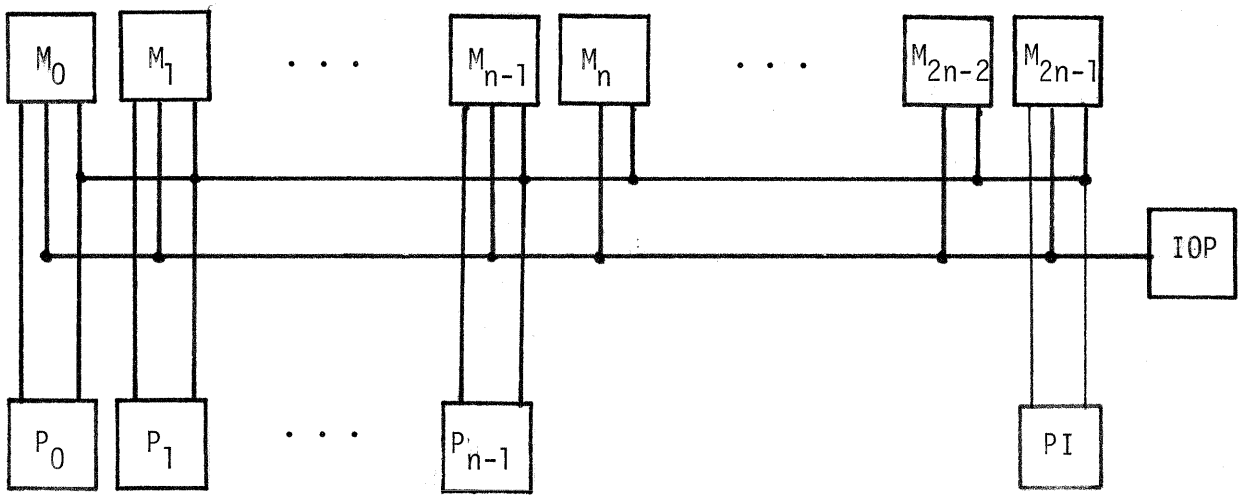 M0 M1 . . . Mn-1 Mn . . . M2n-2 M2n-1
IOP
P0 P1 . . . Pn-1 PI